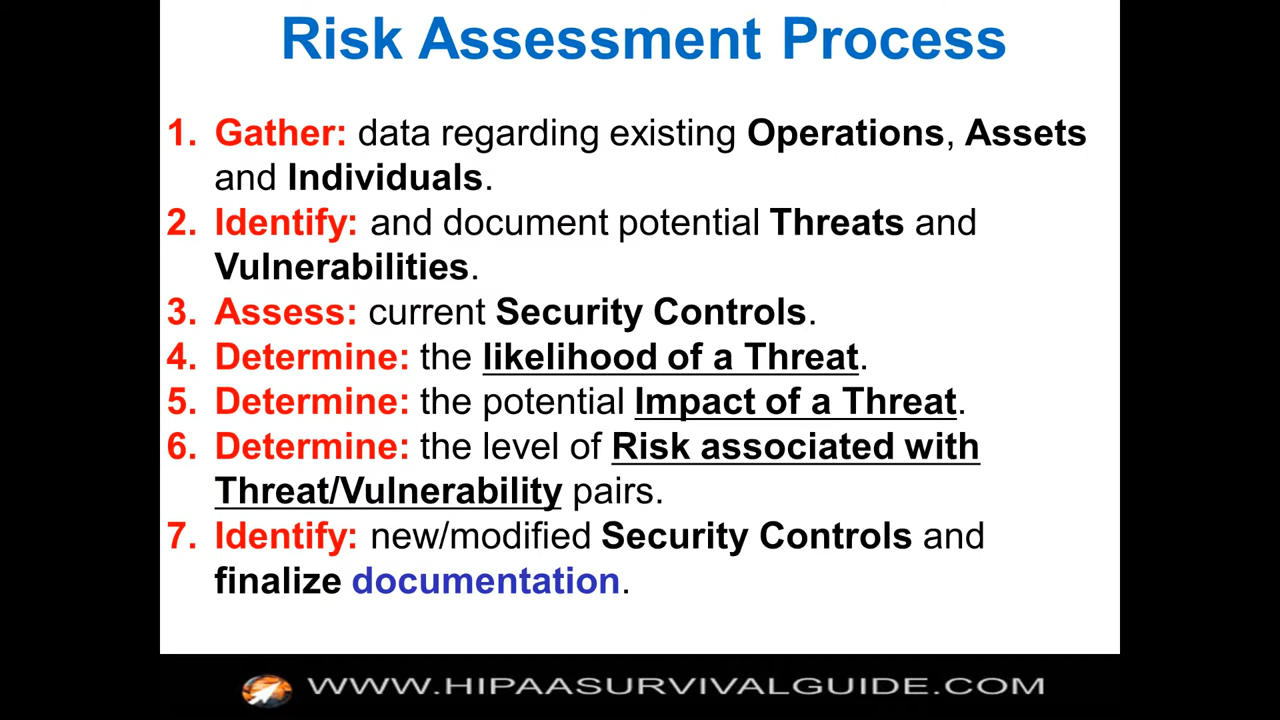 Risk Assessment Process
1. Gather: data regarding existing Operations, Assets
and Individuals.
2. Identify: and document potential Threats and
Vulnerabilities.
3. Assess: current Security Controls.
4. Determine: the likelihood of a Threat.
5. Determine: the potential Impact of a Threat.
6. Determine: the level of Risk associated with
Threat/Vulnerability pairs.
7. Identify: new/modified Security Controls and
finalize documentation.
WWW.HIPAASURVIVALGUIDE.COM